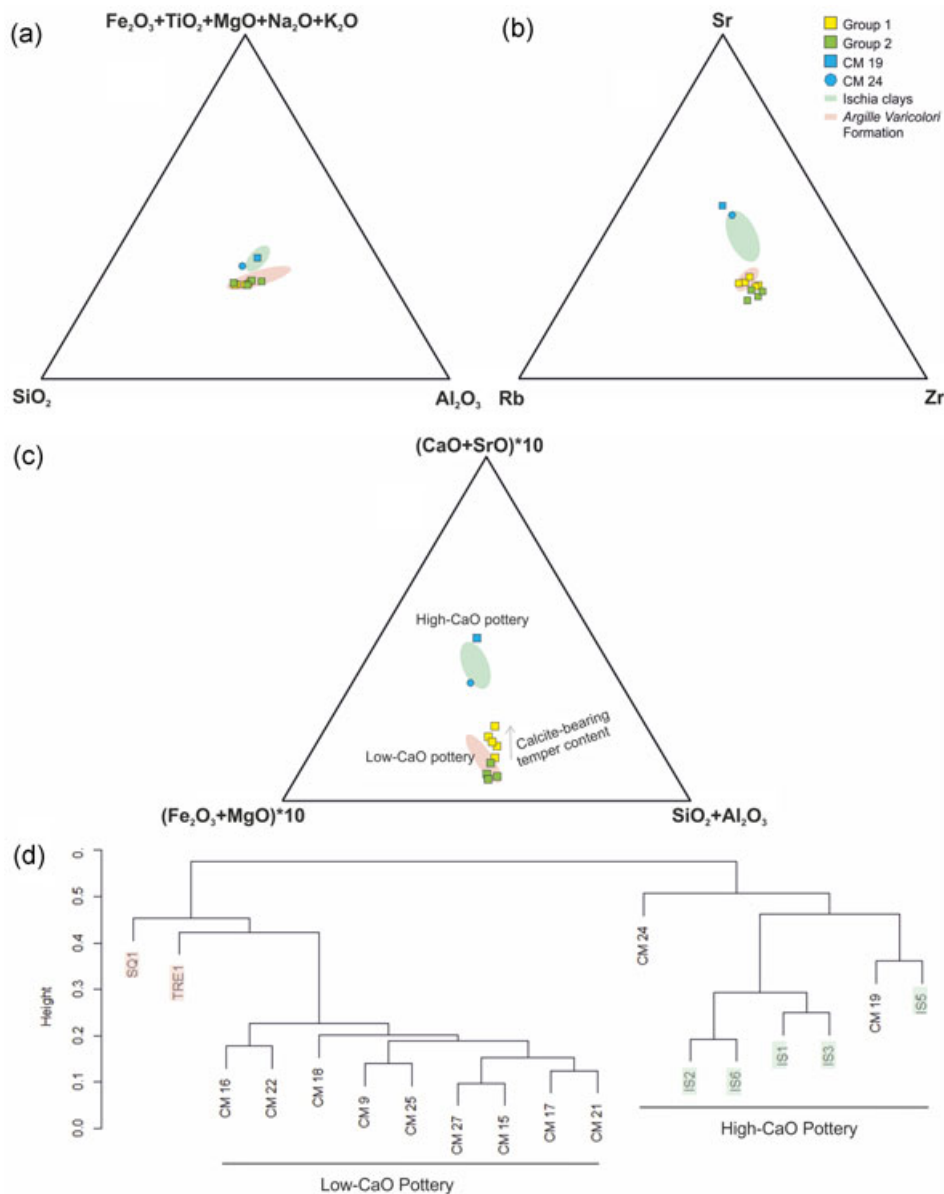 (a)
Fe₂O₃+TiO₂+MgO+Na₂O+K₂O
SiO₂
Al₂O₃
(b)
Sr
Rb
Zr
Group 1
Group 2
CM 19
CM 24
Ischia clays
Argille Varicolori
Formation
(c)
(CaO+SrO)*10
High-CaO pottery
Low-CaO pottery
Calcite-bearing
temper content
(Fe₂O₃+MgO)*10
SiO₂+Al₂O₃
(d)
Height
0.
0.5
0.4
0.3
0.2
0.1
0.0
SQ1
TRE1
CM 16
CM 22
CM 18
CM 9
CM 25
CM 27
CM 15
CM 17
CM 21
Low-CaO Pottery
CM 24
IS2
IS6
IS1
IS3
CM 19
IS5
High-CaO Pottery